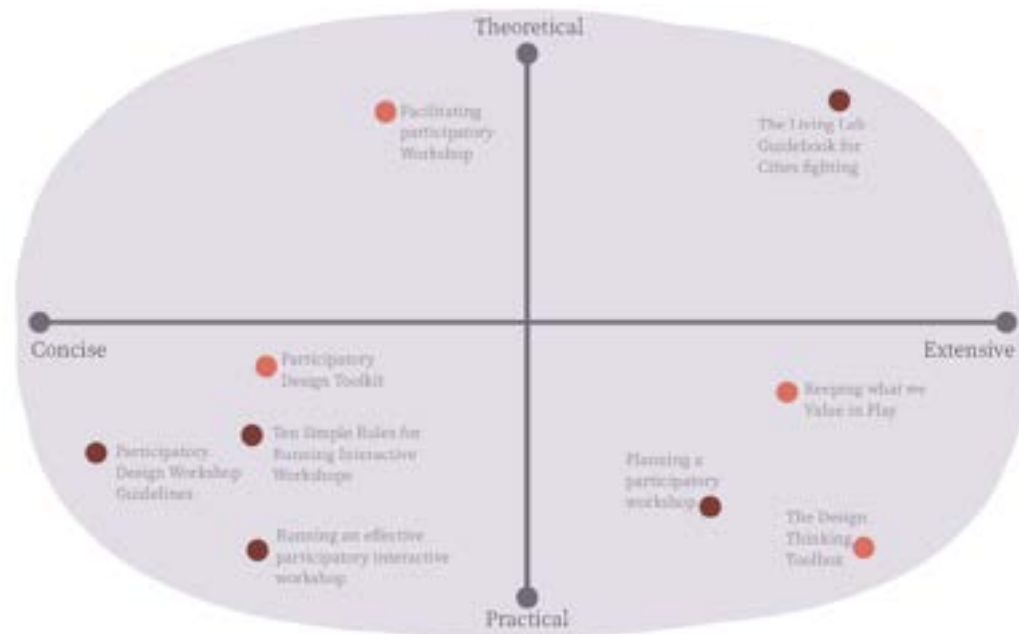 Theoretical
Facilitating
participatory
Workshop
The Living Lab
Guidebook for
Cities fighting
Concise
Extensive
Participatory
Design Toolkit
Keeping what we
Value in Play
Ten Simple Rules for
Running Interactive
Workshops
Participatory
Design Workshop
Guidelines
Planning a
participatory
workshop
The Design
Thinking
Toolbox
Running an effective
participatory interactive
workshop
Practical